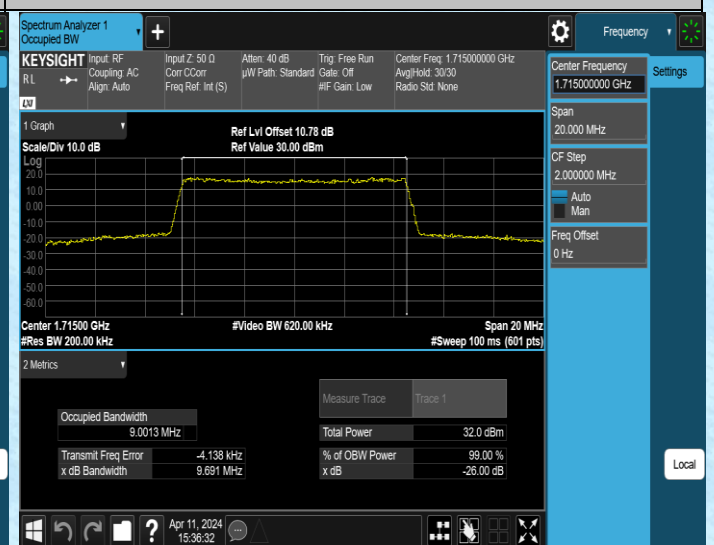 Spectrum Analyzer 1
Occupied BW
+
Frequency
KEYSIGHT
R L
LXI
Input: RF
Coupling: AC
Align: Auto
Input Z: 50 Ω
Corr CCorr
Freq Ref: Int (S)
Atten: 40 dB
µW Path: Standard
Trig: Free Run
Gate: Off
#IF Gain: Low
Center Freq: 1.715000000 GHz
Avg|Hold: 30/30
Radio Std: None
Center Frequency
1.715000000 GHz
Settings
Span
20.000 MHz
CF Step
2.000000 MHz
Auto
Man
Freq Offset
0 Hz
1 Graph
Scale/Div 10.0 dB
Ref Lvl Offset 10.78 dB
Ref Value 30.00 dBm
Log
20.0
10.0
0.00
-10.0
-20.0
-30.0
-40.0
-50.0
-60.0
Center 1.71500 GHz
#Video BW 620.00 kHz
Span 20 MHz
#Res BW 200.00 kHz
#Sweep 100 ms (601 pts)
2 Metrics
Measure Trace
Trace 1
Occupied Bandwidth
9.0013 MHz
Total Power
32.0 dBm
Transmit Freq Error
-4.138 kHz
% of OBW Power
99.00 %
x dB Bandwidth
9.691 MHz
x dB
-26.00 dB
Local
?
Apr 11, 2024
15:36:32